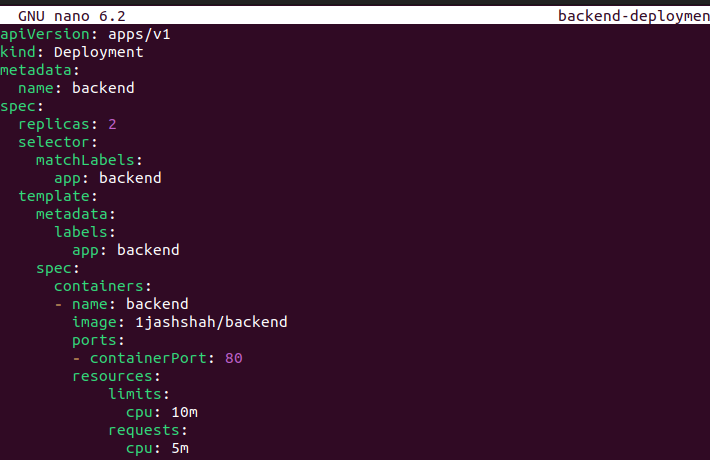 GNU nano 6.2 backend-deploymen
apiVersion: apps/v1
kind: Deployment
metadata:
  name: backend
spec:
  replicas: 2
  selector:
    matchLabels:
      app: backend
  template:
    metadata:
      labels:
        app: backend
    spec:
      containers:
      - name: backend
        image: 1jashshah/backend
        ports:
        - containerPort: 80
        resources:
            limits:
              cpu: 10m
            requests:
              cpu: 5m